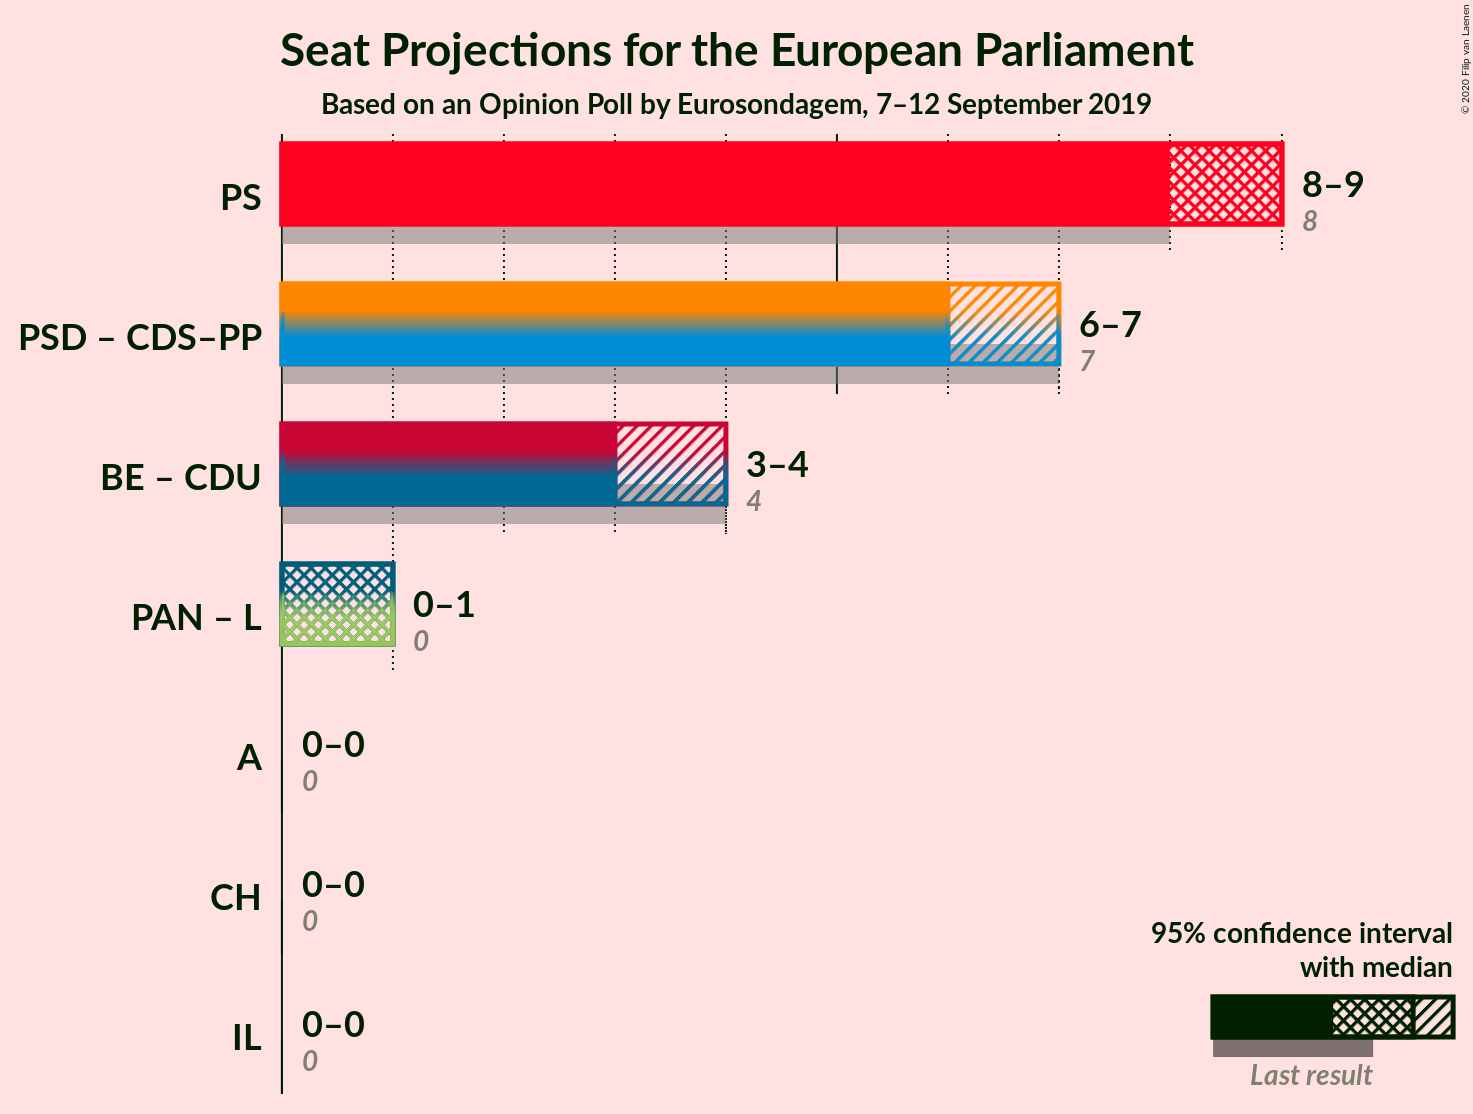 Seat Projections for the European Parliament
Based on an Opinion Poll by Eurosondagem, 7–12 September 2019
© 2020 Filip van Laenen
PS
8–9
8
PSD – CDS–PP
6–7
7
BE – CDU
3–4
4
PAN – L
0–1
0
A
0–0
0
CH
0–0
0
IL
0–0
0
95% confidence interval
with median
Last result